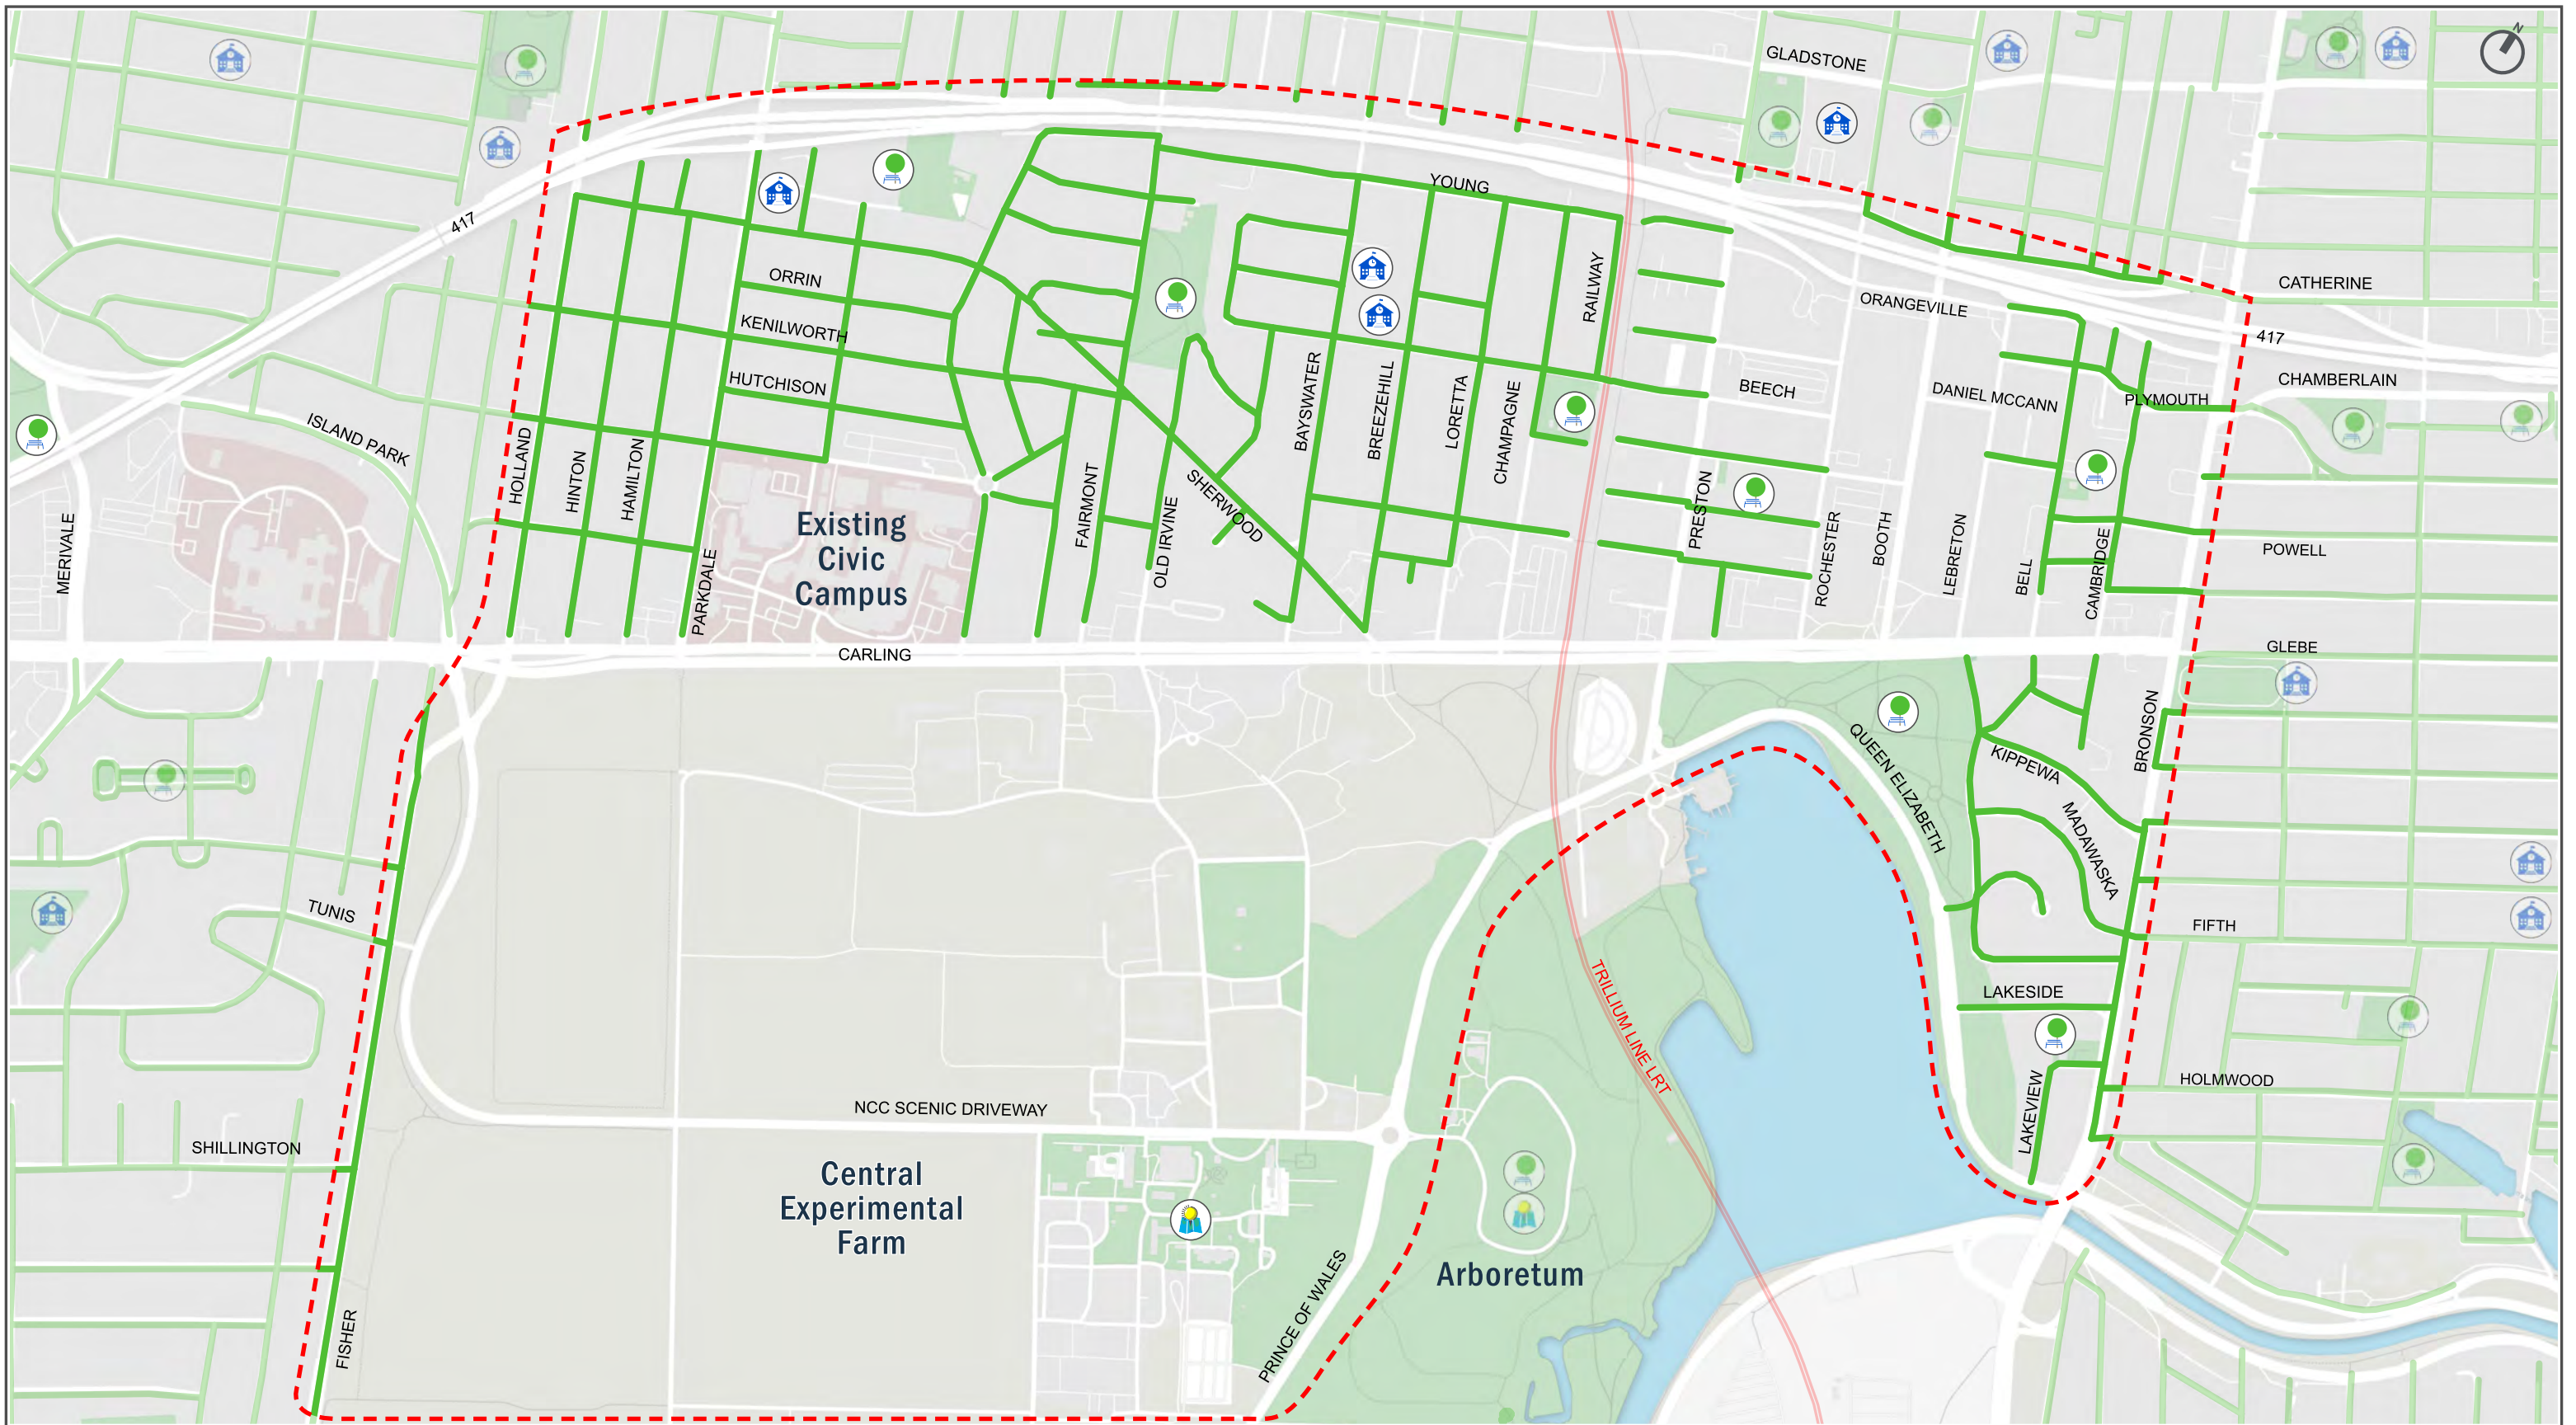 N
GLADSTONE
417
YOUNG
ORRIN
KENILWORTH
HUTCHISON
RAILWAY
ORANGEVILLE
CATHERINE
417
CHAMBERLAIN
BEECH
DANIEL MCCANN
PLYMOUTH
ISLAND PARK
HOLLAND
HINTON
HAMILTON
PARKDALE
FAIRMONT
OLD IRVINE
SHERWOOD
BAYSWATER
BREEZEHILL
LORETTA
CHAMPAGNE
PRESTON
ROCHESTER
BOOTH
LEBRETON
BELL
CAMBRIDGE
POWELL
MERIVALE
Existing
Civic
Campus
CARLING
GLEBE
BRONSON
QUEEN ELIZABETH
KIPPEWA
MADAWASKA
TUNIS
FIFTH
LAKESIDE
TRILLIUM LINE LRT
HOLMWOOD
LAKEVIEW
NCC SCENIC DRIVEWAY
SHILLINGTON
Central
Experimental
Farm
PRINCE OF WALES
Arboretum
FISHER